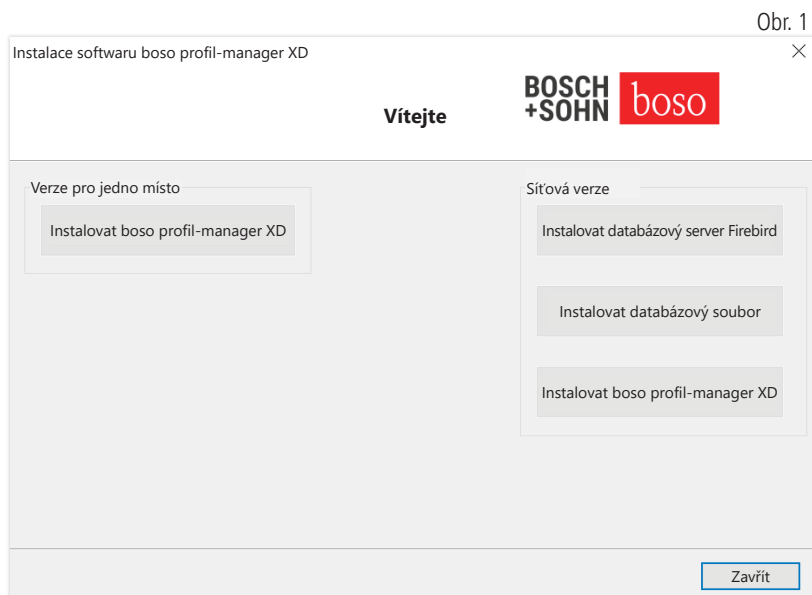 Obr. 1
Instalace softwaru boso profil-manager XD
Vítejte
BOSCH
+SOHN
boso
Verze pro jedno místo
Instalovat boso profil-manager XD
Síťová verze
Instalovat databázový server Firebird
Instalovat databázový soubor
Instalovat boso profil-manager XD
Zavřít